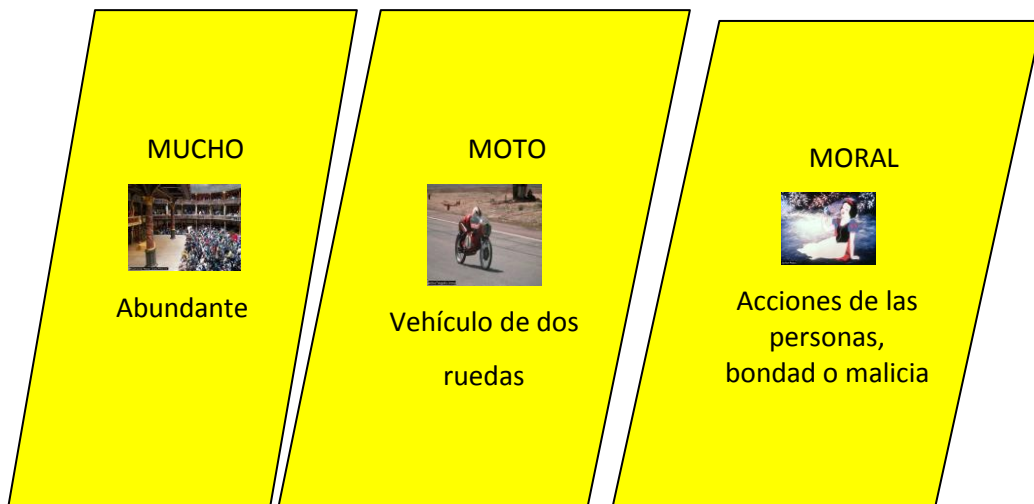 MUCHO
Abundante
MOTO
Vehículo de dos
ruedas
MORAL
Acciones de las
personas,
bondad o malicia